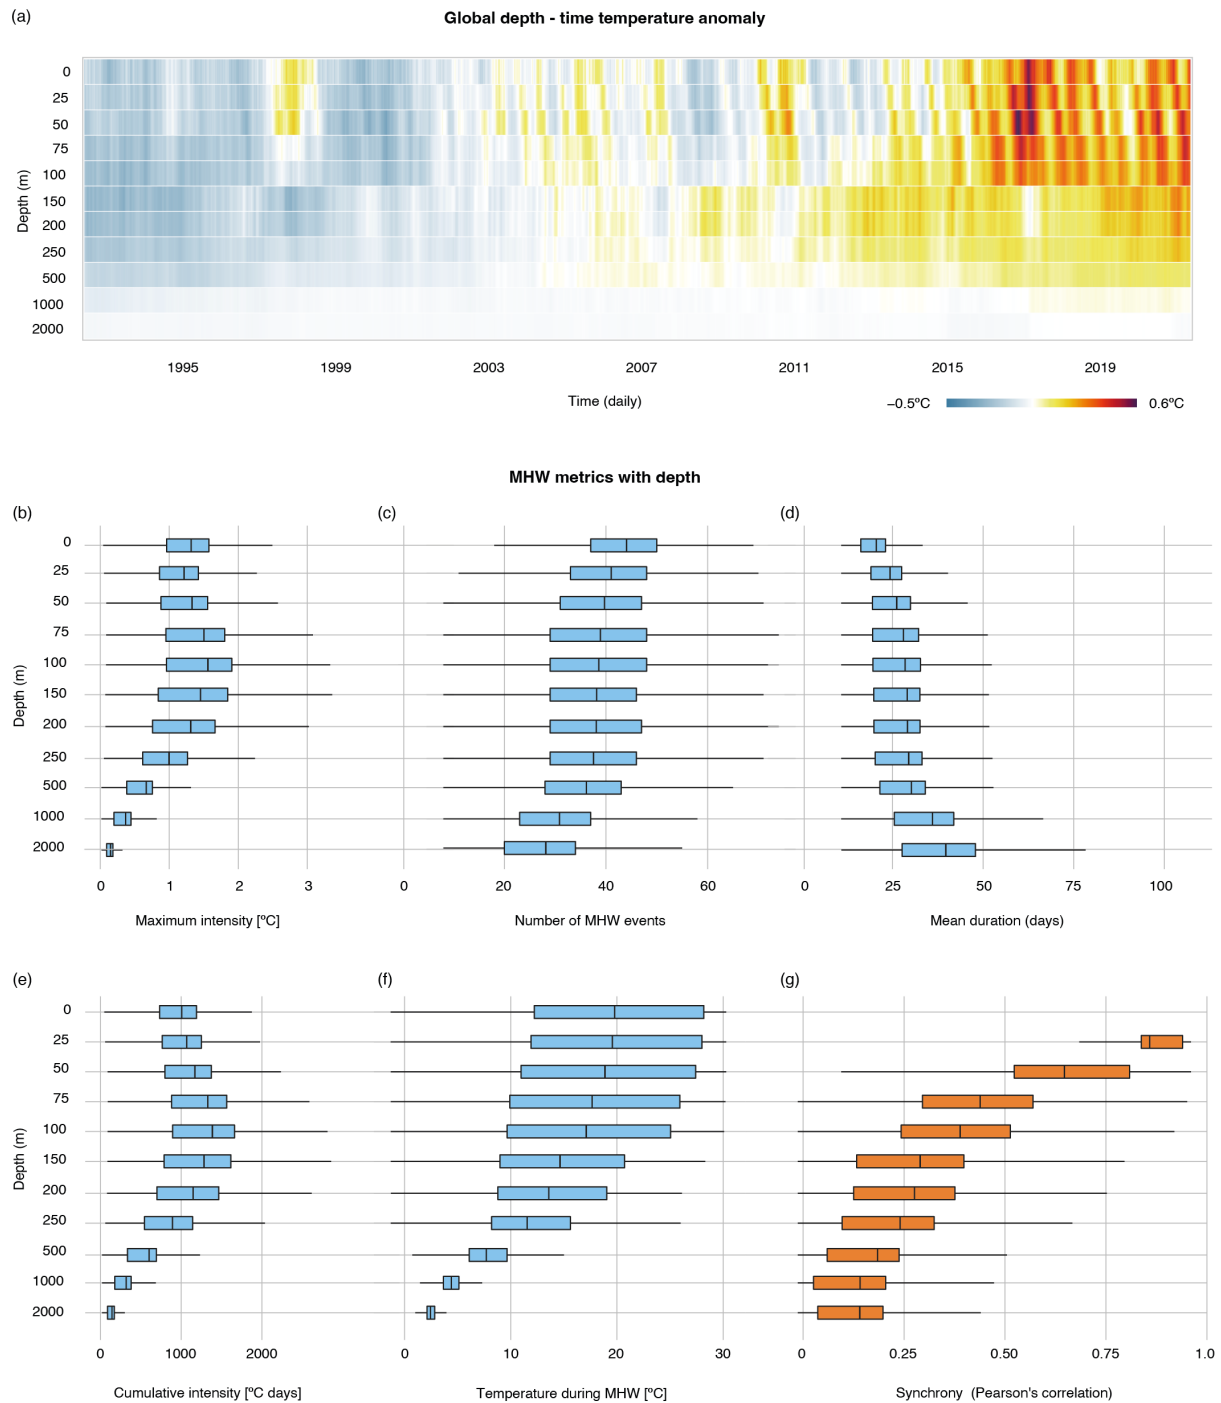 (a)
Global depth - time temperature anomaly
0
25
50
75
100
150
200
250
500
1000
2000
Depth (m)
1995 1999 2003 2007 2011 2015 2019
Time (daily)
−0.5ºC 0.6ºC
MHW metrics with depth
(b) (c) (d)
0
25
50
75
100
150
200
250
500
1000
2000
Depth (m)
0 1 2 3 0 20 40 60 0 25 50 75 100
Maximum intensity [ºC] Number of MHW events Mean duration (days)
(e) (f) (g)
0
25
50
75
100
150
200
250
500
1000
2000
Depth (m)
0 1000 2000 0 10 20 30 0 0.25 0.50 0.75 1.0
Cumulative intensity [ºC days] Temperature during MHW [ºC] Synchrony (Pearson's correlation)